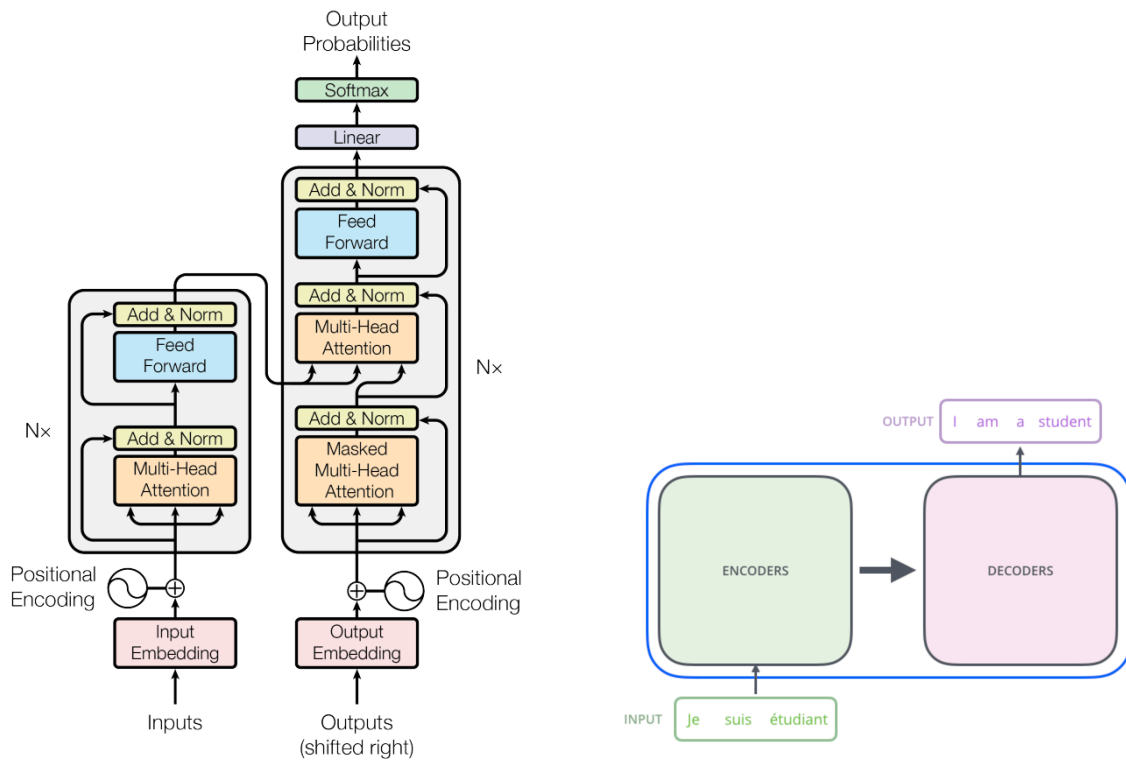 Output
Probabilities
Softmax
Linear
Add & Norm
Feed
Forward
Add & Norm
Multi-Head
Attention
Add & Norm
Masked
Multi-Head
Attention
Nx
Add & Norm
Feed
Forward
Add & Norm
Multi-Head
Attention
Nx
Positional
Encoding
Positional
Encoding
Input
Embedding
Output
Embedding
Inputs
Outputs
(shifted right)
OUTPUT I am a student
ENCODERS
DECODERS
INPUT Je suis étudiant